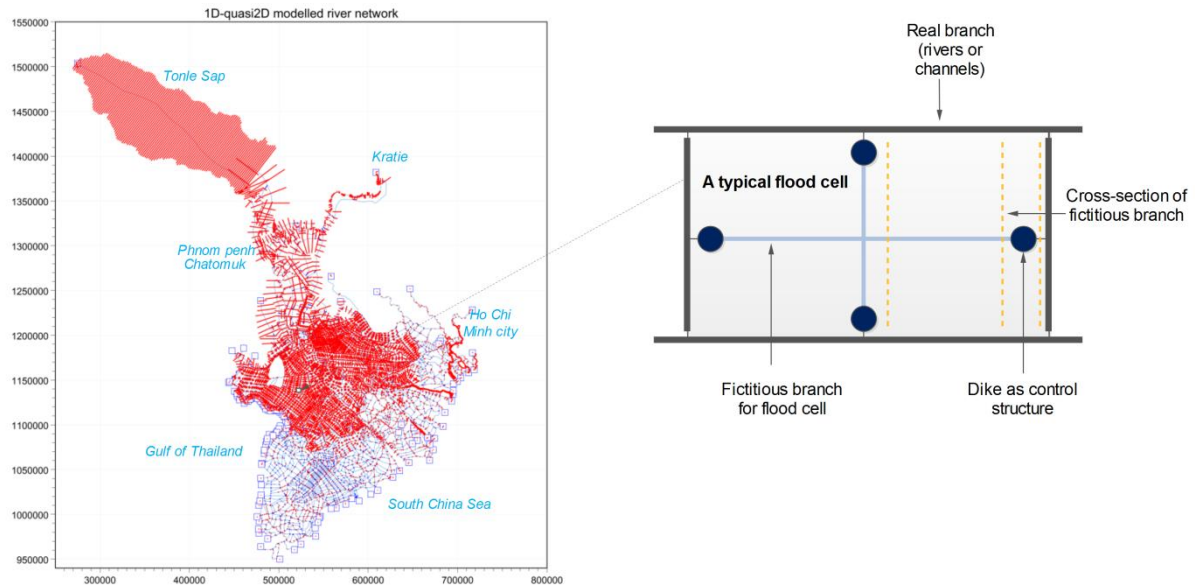 1D-quasi2D modelled river network
1550000
1500000
1450000
1400000
1350000
1300000
1250000
1200000
1150000
1100000
1050000
1000000
950000
300000
400000
500000
600000
700000
800000
Tonle Sap
Kratie
Phnom penh
Chatomuk
Ho Chi
Minh city
Gulf of Thailand
South China Sea
Real branch
(rivers or
channels)
A typical flood cell
Cross-section of
fictitious branch
Fictitious branch
for flood cell
Dike as control
structure